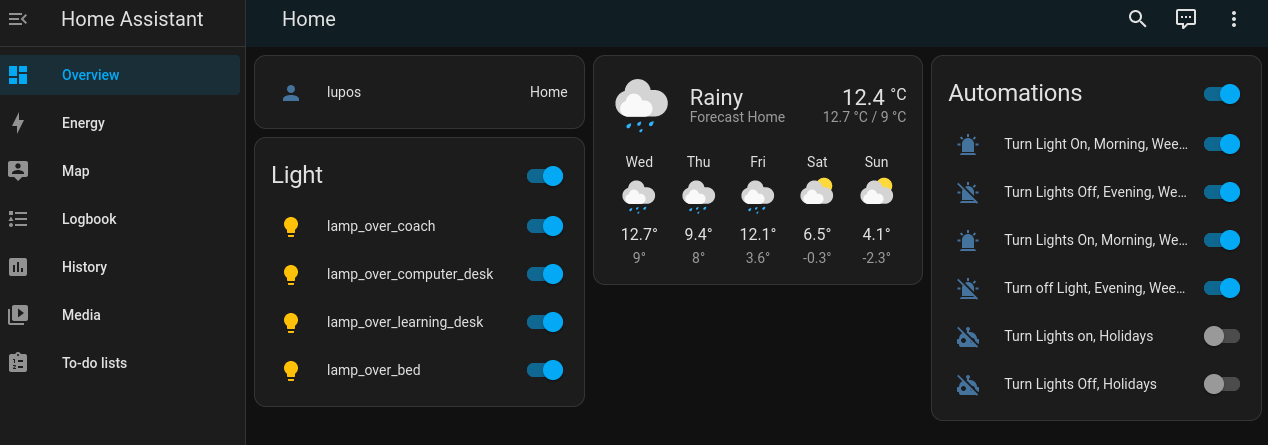 Home Assistant
Overview
Energy
Map
Logbook
History
Media
To-do lists
Home
lupos Home
Light
lamp_over_coach
lamp_over_computer_desk
lamp_over_learning_desk
lamp_over_bed
Rainy 12.4 °C
Forecast Home 12.7 °C / 9 °C
Wed Thu Fri Sat Sun
12.7° 9.4° 12.1° 6.5° 4.1°
9° 8° 3.6° -0.3° -2.3°
Automations
Turn Light On, Morning, Wee...
Turn Lights Off, Evening, We...
Turn Lights On, Morning, We...
Turn off Light, Evening, Wee...
Turn Lights on, Holidays
Turn Lights Off, Holidays